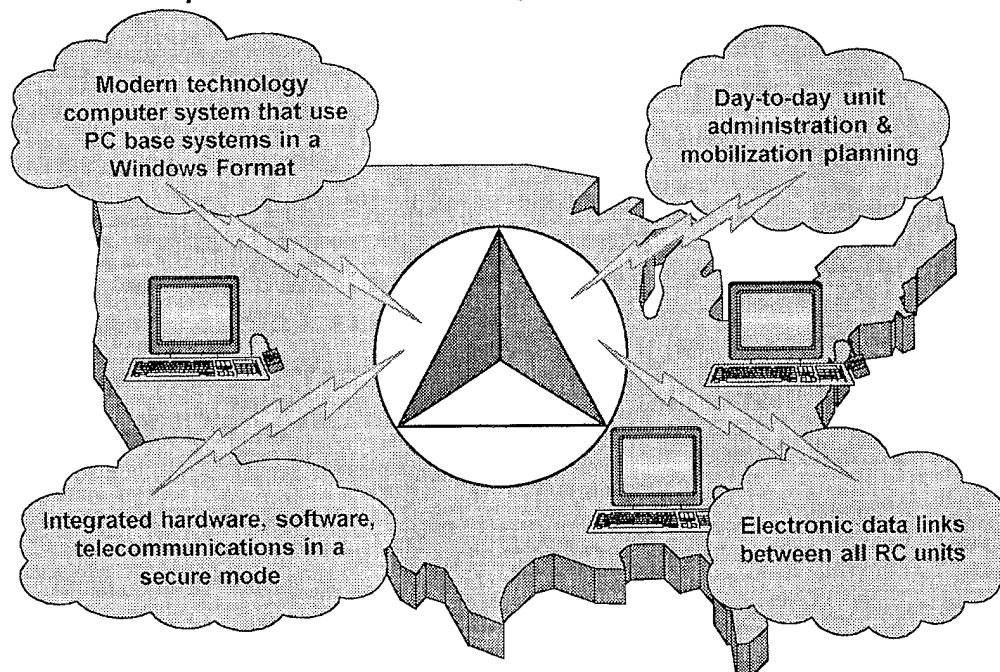 Modern technology
computer system that use
PC base systems in a
Windows Format
Day-to-day unit
administration &
mobilization planning
Integrated hardware, software,
telecommunications in a
secure mode
Electronic data links
between all RC units